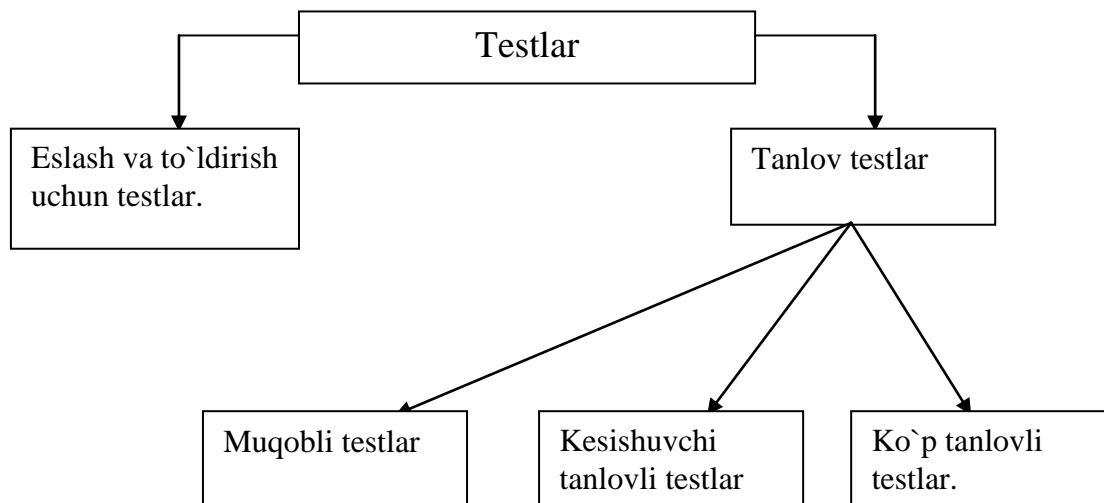 Testlar
Eslash va to`ldirish
uchun testlar.
Tanlov testlar
Muqobli testlar
Kesishuvchi
tanlovli testlar
Ko`p tanlovli
testlar.